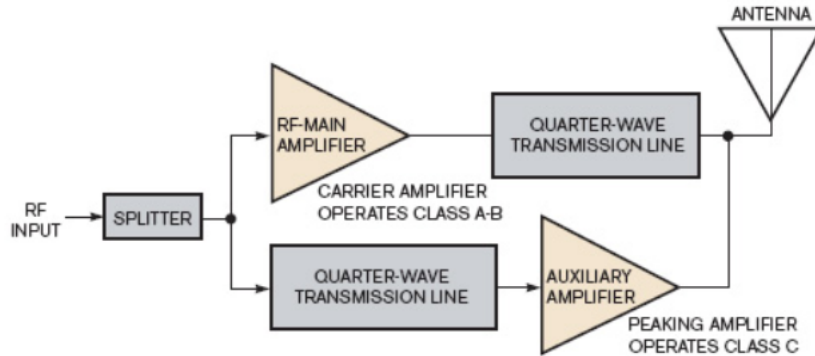 ANTENNA
RF-MAIN
AMPLIFIER
QUARTER-WAVE
TRANSMISSION LINE
CARRIER AMPLIFIER
OPERATES CLASS A-B
RF
INPUT
SPLITTER
QUARTER-WAVE
TRANSMISSION LINE
AUXILIARY
AMPLIFIER
PEAKING AMPLIFIER
OPERATES CLASS C